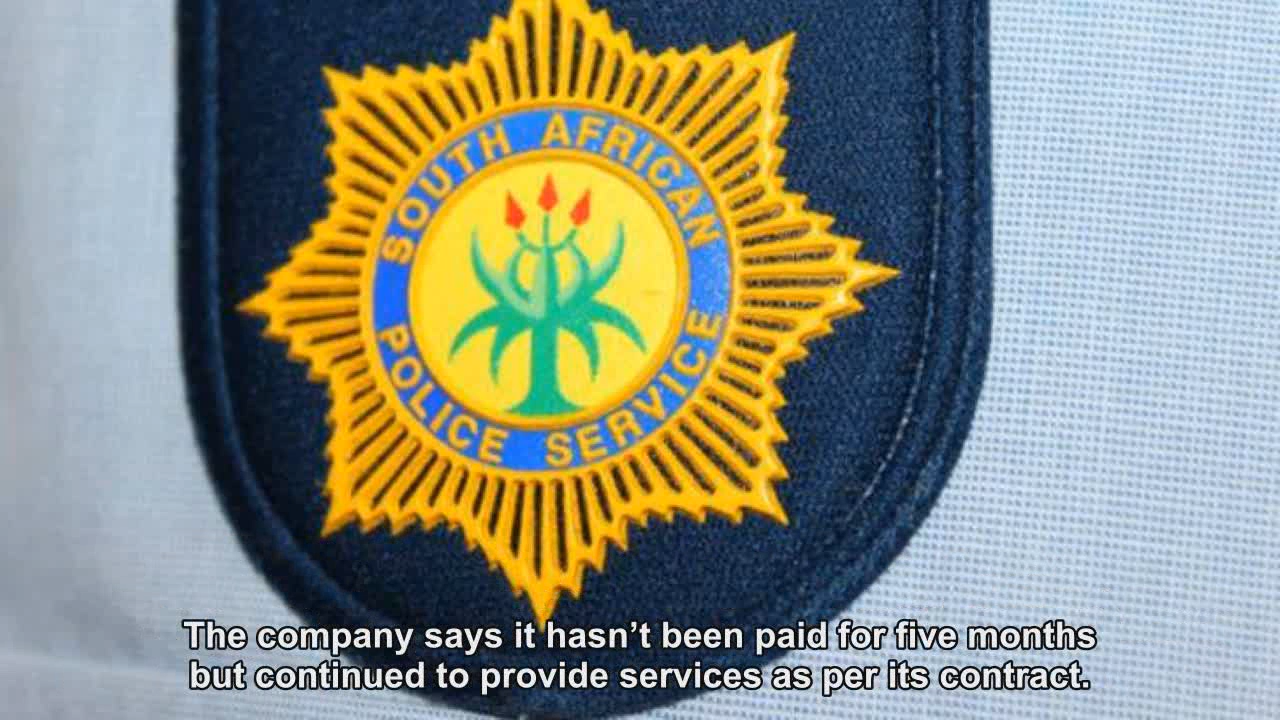 SOUTH AFRICAN
POLICE SERVICE
The company says it hasn’t been paid for five months
but continued to provide services as per its contract.